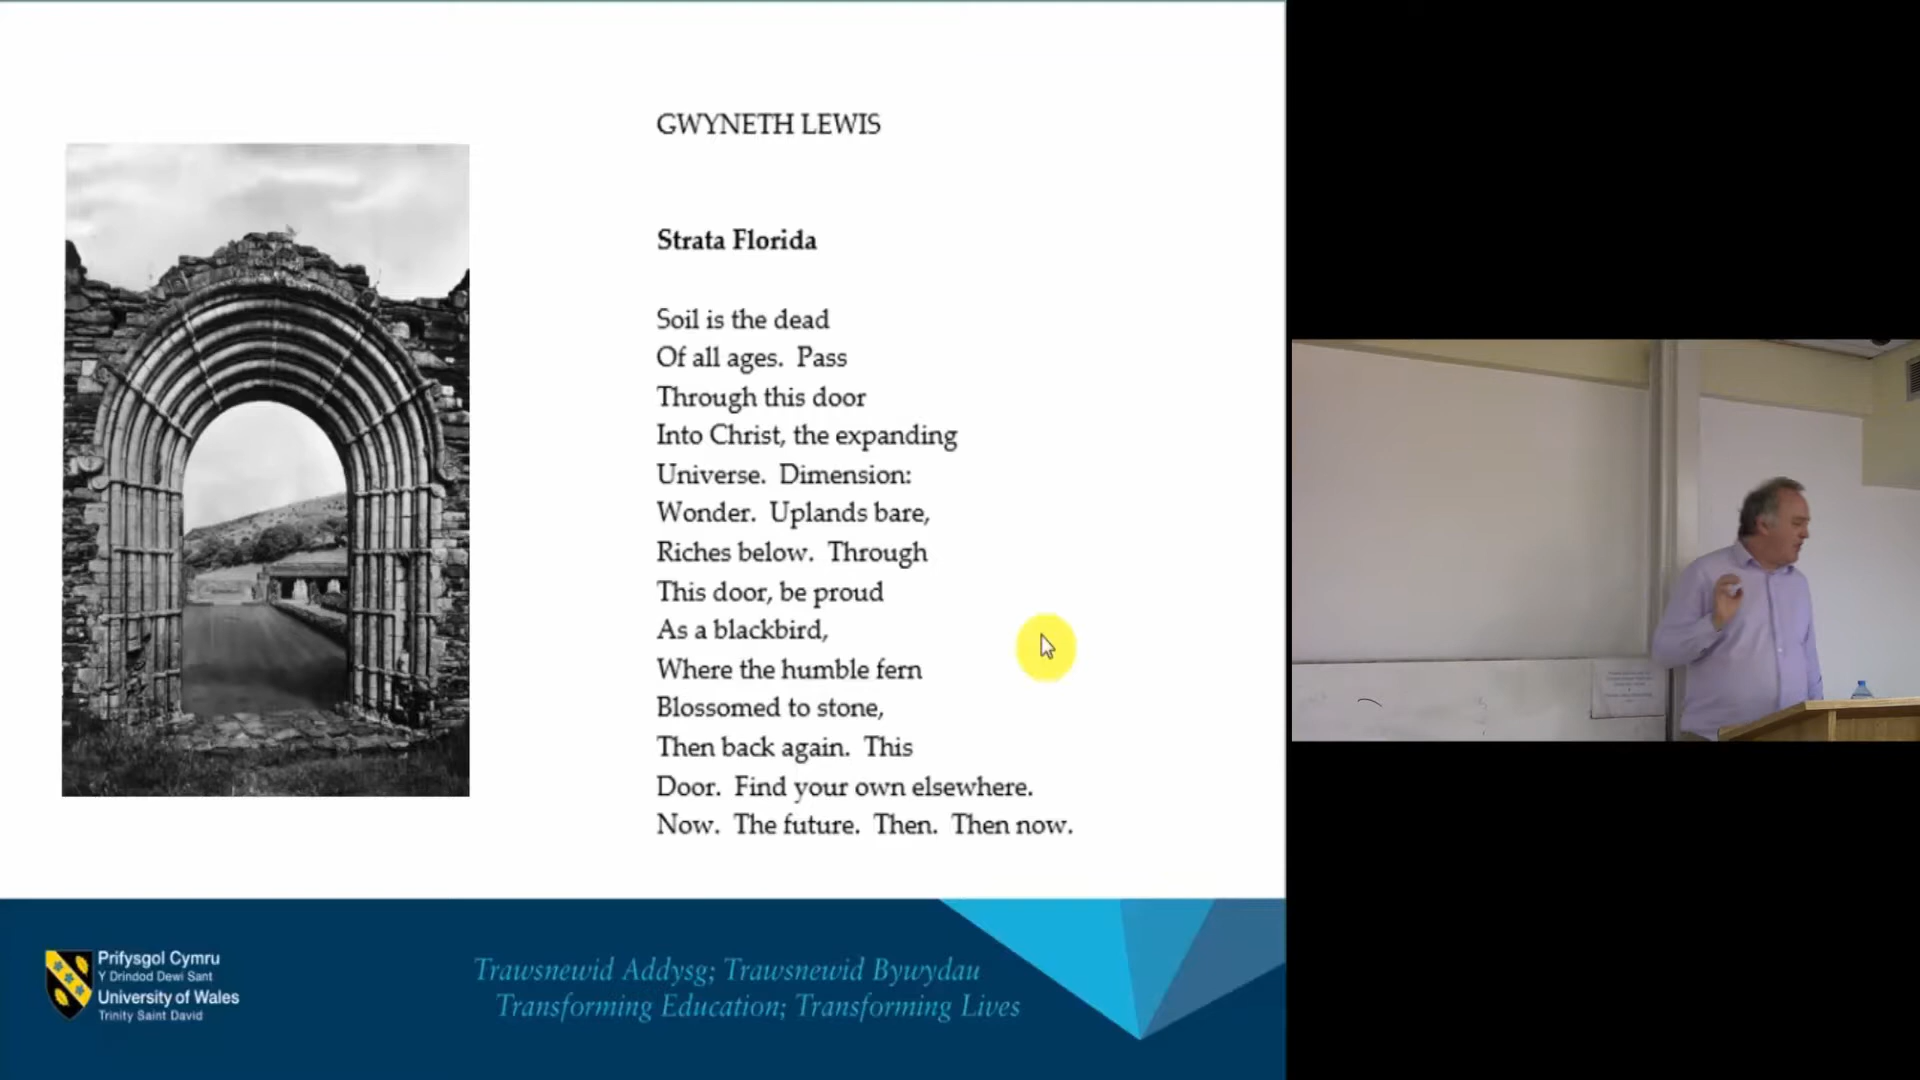 GWYNETH LEWIS
Strata Florida
Soil is the dead
Of all ages. Pass
Through this door
Into Christ, the expanding
Universe. Dimension:
Wonder. Uplands bare,
Riches below. Through
This door, be proud
As a blackbird,
Where the humble fern
Blossomed to stone,
Then back again. This
Door. Find your own elsewhere.
Now. The future. Then. Then now.
Prifysgol Cymru
Y Drindod Dewi Sant
University of Wales
Trinity Saint David
Trawsnewid Addysg; Trawsnewid Bywydau
Transforming Education; Transforming Lives